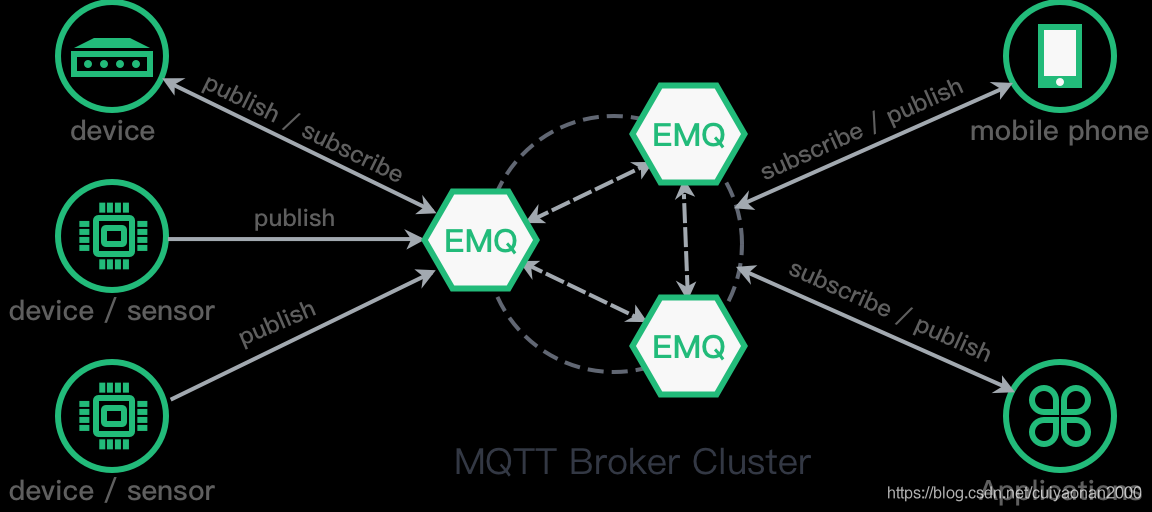 device
publish / subscribe
publish
device / sensor
publish
device / sensor
EMQ
EMQ
EMQ
MQTT Broker Cluster
subscribe / publish
mobile phone
subscribe / publish
Applications
https://blog.csdn.net/cuiyaonan2000